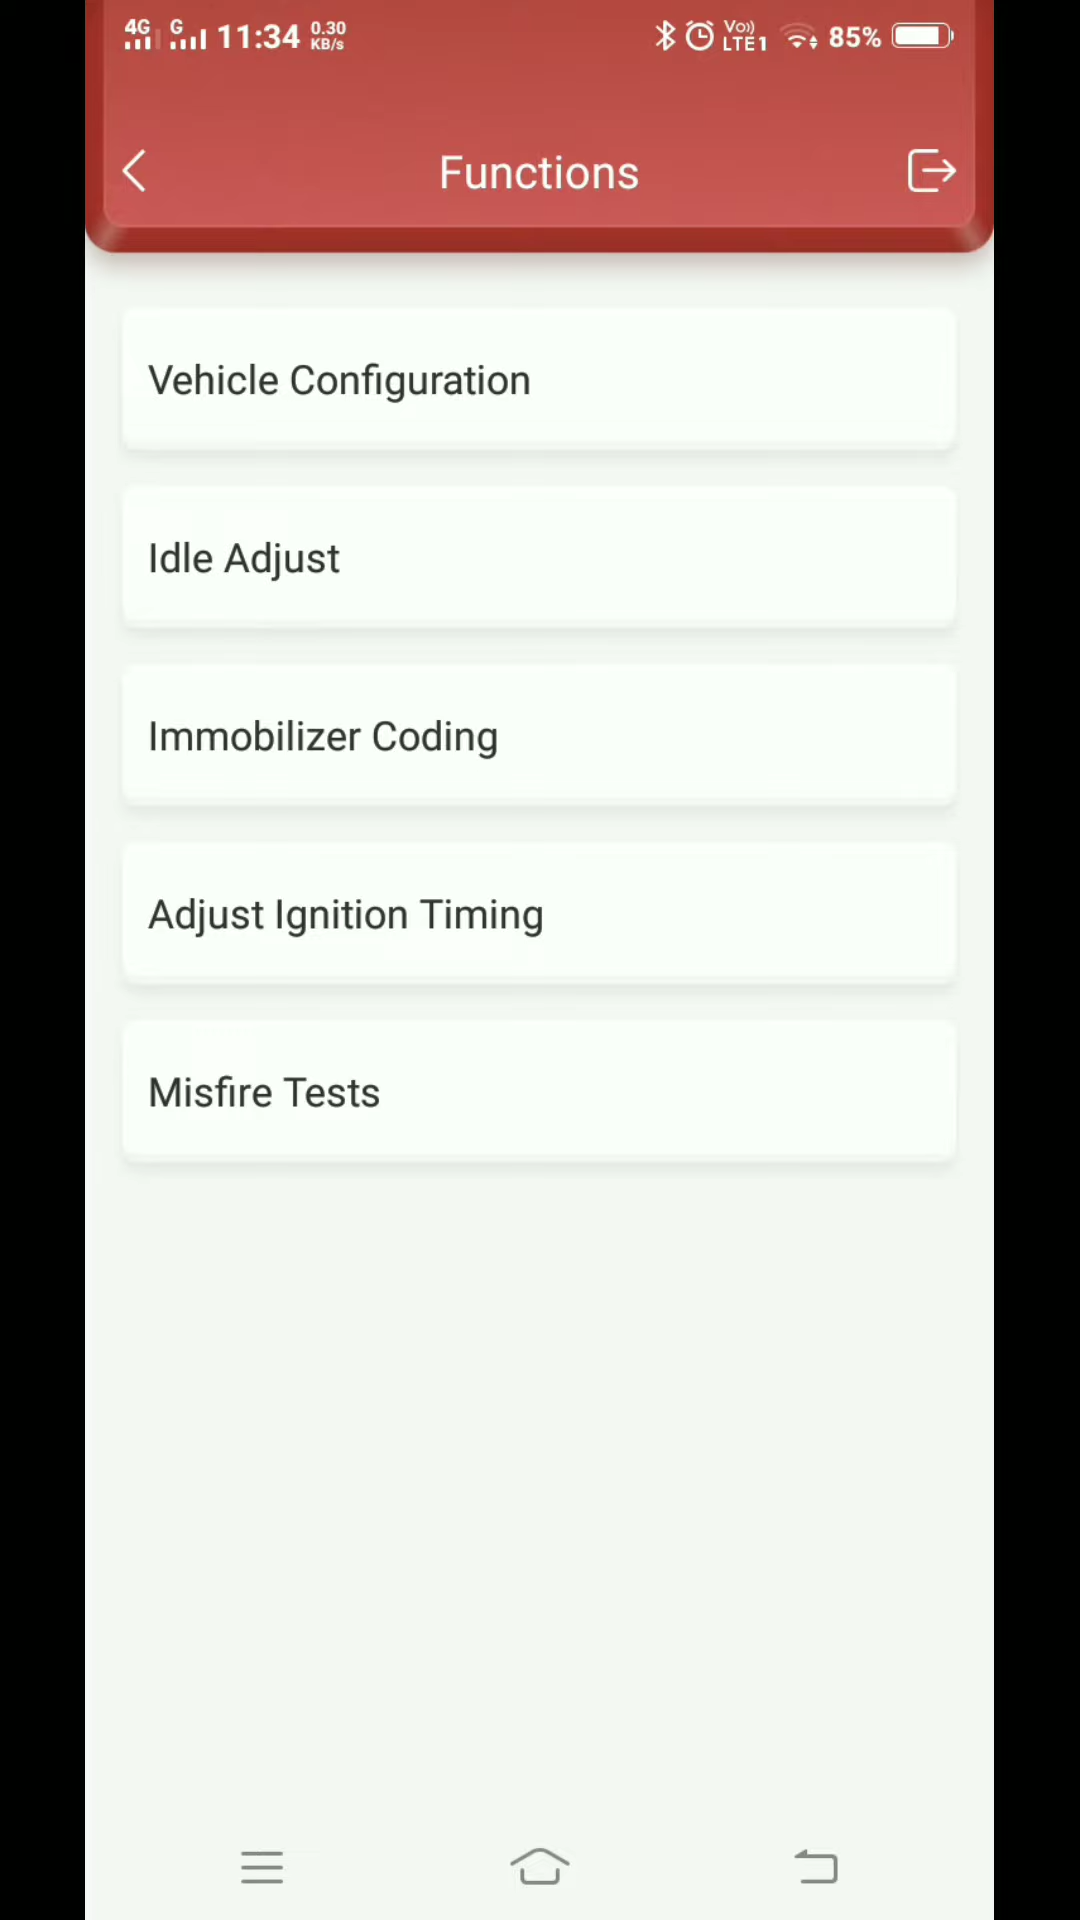 4G G 11:34 0.30 KB/s Vo)) LTE1 85%
Functions
Vehicle Configuration
Idle Adjust
Immobilizer Coding
Adjust Ignition Timing
Misfire Tests